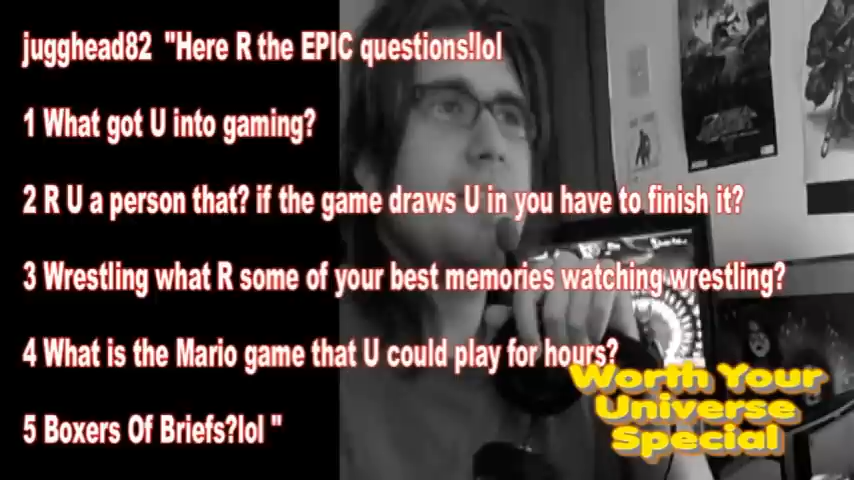 jugghead82 "Here R the EPIC questions!lol
1 What got U into gaming?
2 R U a person that? if the game draws U in you have to finish it?
3 Wrestling what R some of your best memories watching wrestling?
4 What is the Mario game that U could play for hours?
5 Boxers Of Briefs?lol "
Worth Your
Universe
Special